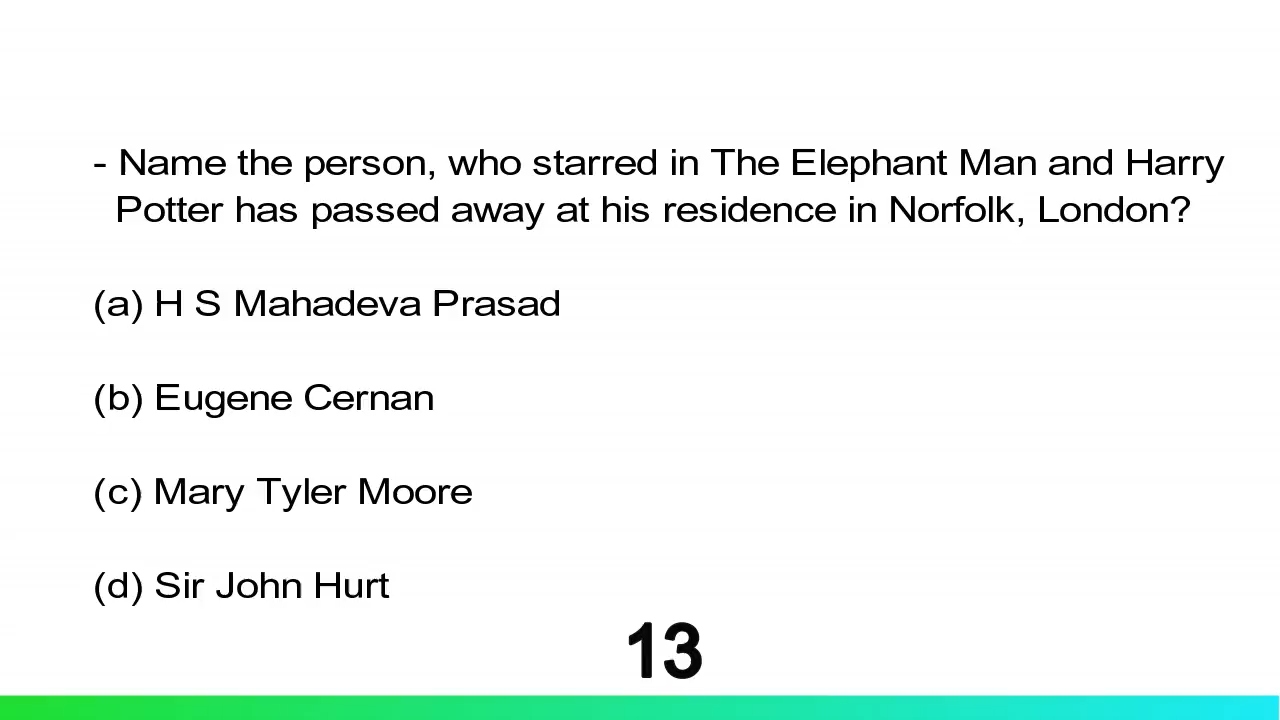 - Name the person, who starred in The Elephant Man and Harry
Potter has passed away at his residence in Norfolk, London?
(a) H S Mahadeva Prasad
(b) Eugene Cernan
(c) Mary Tyler Moore
(d) Sir John Hurt
13